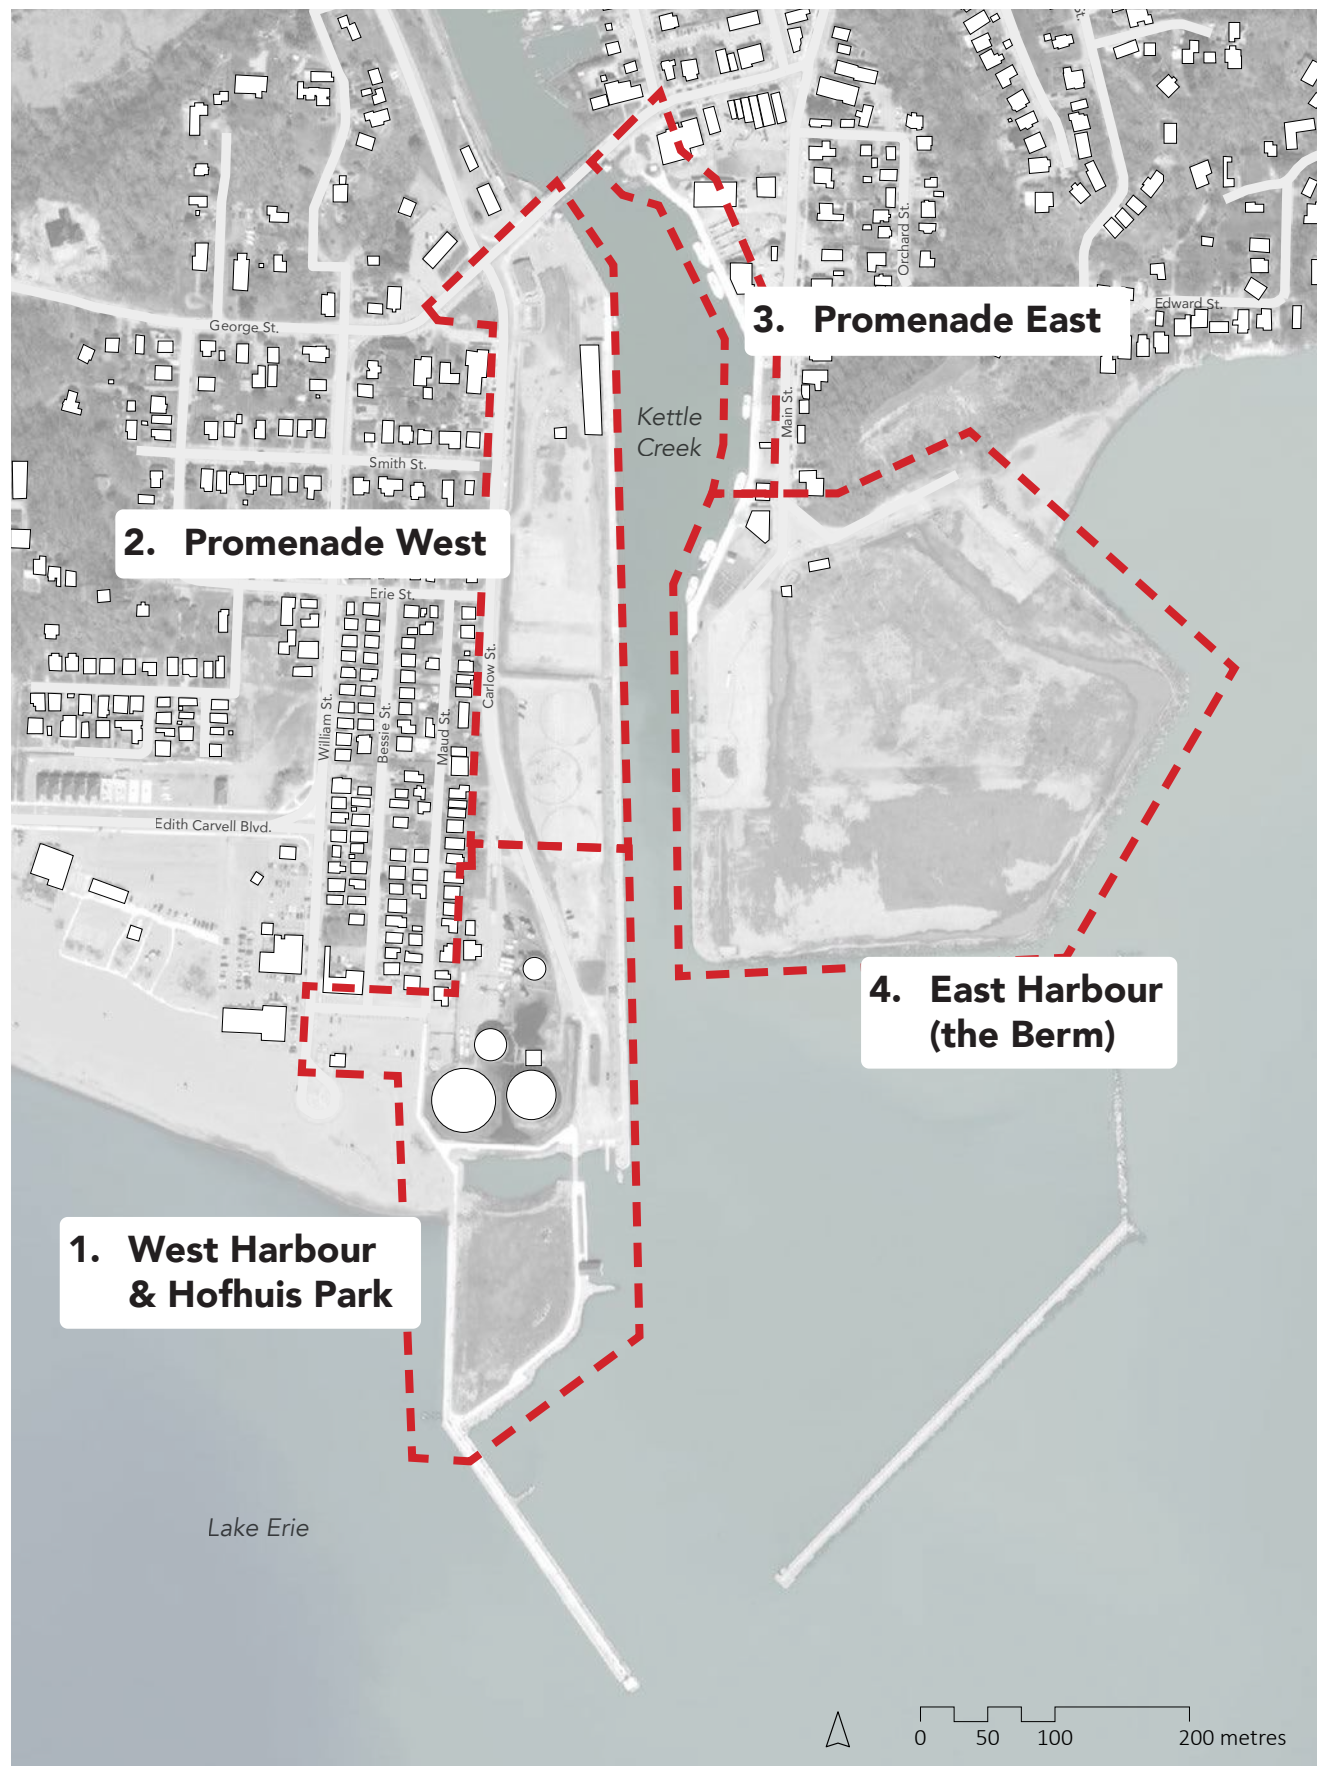 George St.
Orchard St.
Edward St.
3. Promenade East
Main St.
Kettle
Creek
Smith St.
2. Promenade West
Erie St.
Carlow St.
William St.
Bessie St.
Maud St.
Edith Carvell Blvd.
4. East Harbour
(the Berm)
1. West Harbour
& Hofhuis Park
Lake Erie
0 50 100 200 metres